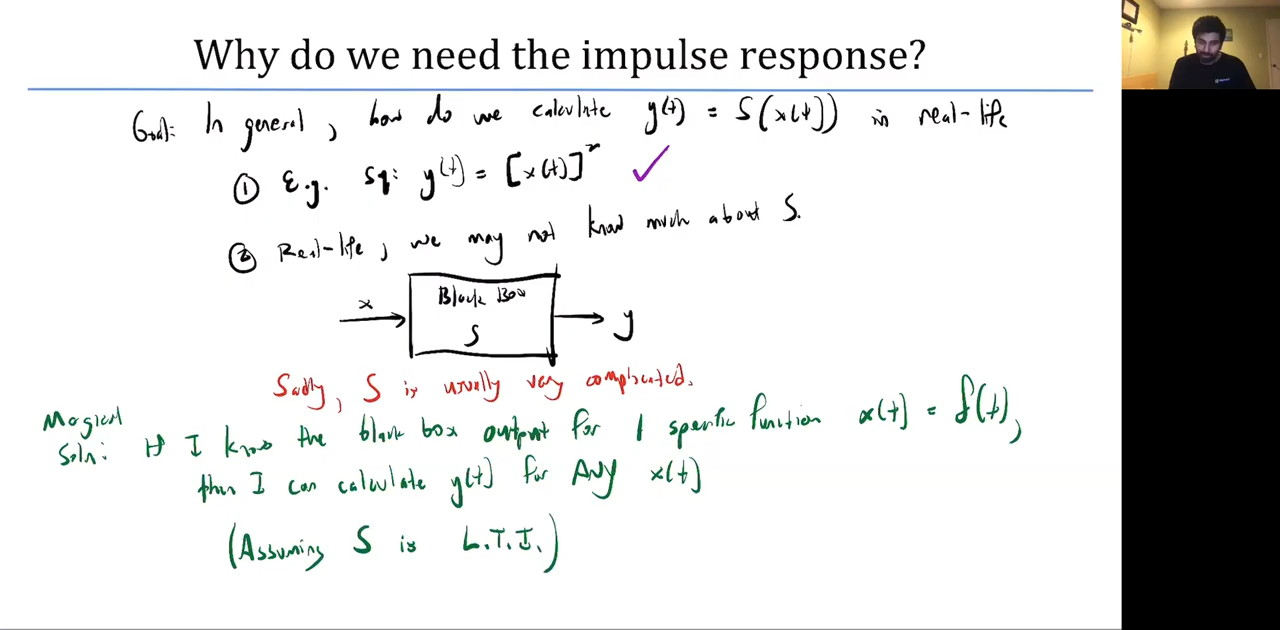 Why do we need the impulse response?
Goal: In general, how do we calculate y(t) = S(x(t)) in real-life
① E.g. sq: y(t) = [x(t)]²
② Real-life, we may not know much about S.
x Black Box y
S
Sadly, S is usually very complicated.
Magical Soln: If I know the black box output for 1 specific function x(t) = δ(t),
then I can calculate y(t) for ANY x(t)
(Assuming S is L.T.I.)